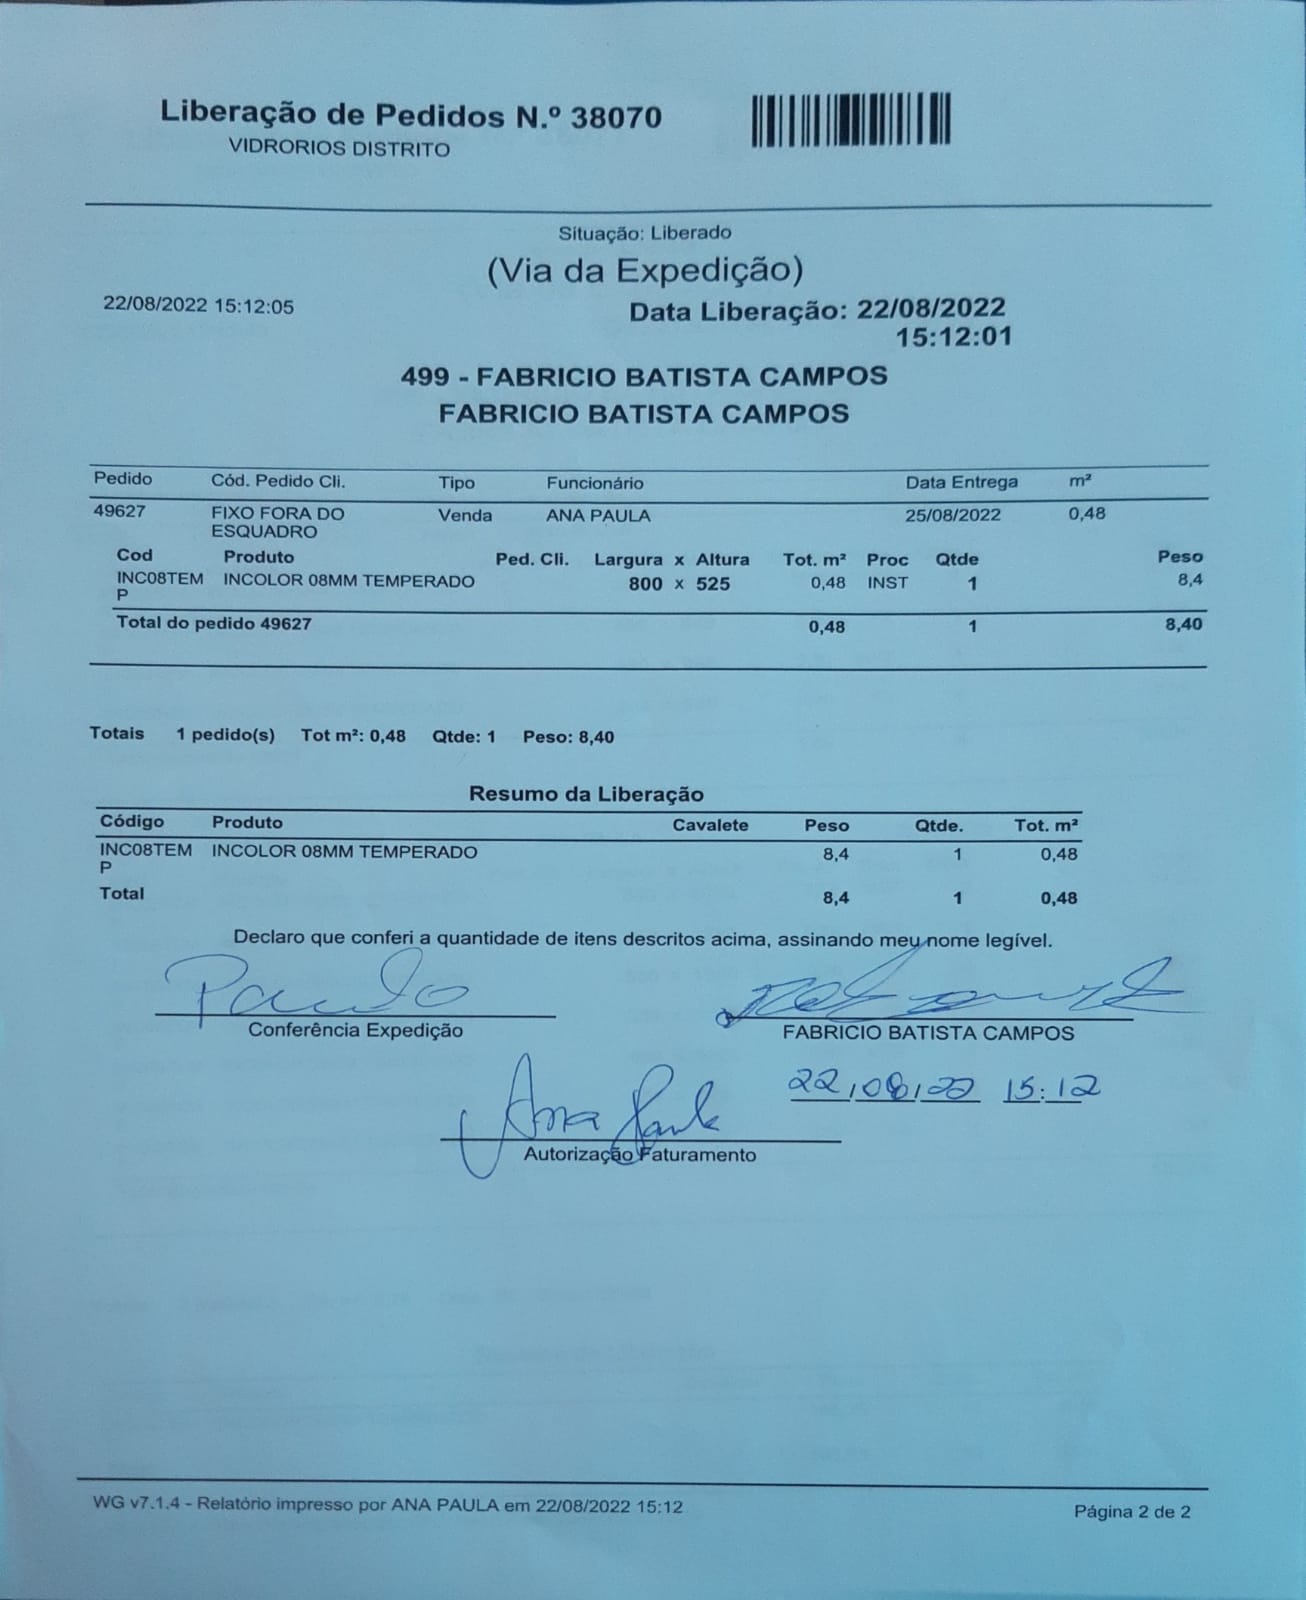 Liberação de Pedidos N.º 38070
VIDRORIOS DISTRITO
Situação: Liberado
(Via da Expedição)
22/08/2022 15:12:05
Data Liberação: 22/08/2022
15:12:01
499 - FABRICIO BATISTA CAMPOS
FABRICIO BATISTA CAMPOS
Pedido Cód. Pedido Cli. Tipo Funcionário Data Entrega m²
49627 FIXO FORA DO Venda ANA PAULA 25/08/2022 0,48
ESQUADRO
Cod Produto Ped. Cli. Largura x Altura Tot. m² Proc Qtde Peso
INC08TEM INCOLOR 08MM TEMPERADO 800 x 525 0,48 INST 1 8,4
P
Total do pedido 49627 0,48 1 8,40
Totais 1 pedido(s) Tot m²: 0,48 Qtde: 1 Peso: 8,40
Resumo da Liberação
Código Produto Cavalete Peso Qtde. Tot. m²
INC08TEM INCOLOR 08MM TEMPERADO 8,4 1 0,48
P
Total 8,4 1 0,48
Declaro que conferi a quantidade de itens descritos acima, assinando meu nome legível.
Paulo
Conferência Expedição FABRICIO BATISTA CAMPOS
22/08/22 15:12
Ana Paula
Autorização Faturamento
WG v7.1.4 - Relatório impresso por ANA PAULA em 22/08/2022 15:12
Página 2 de 2